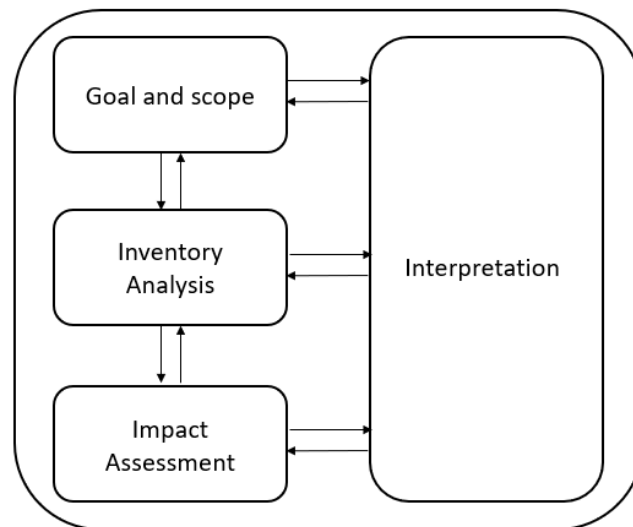 Goal and scope
Inventory
Analysis
Interpretation
Impact
Assessment